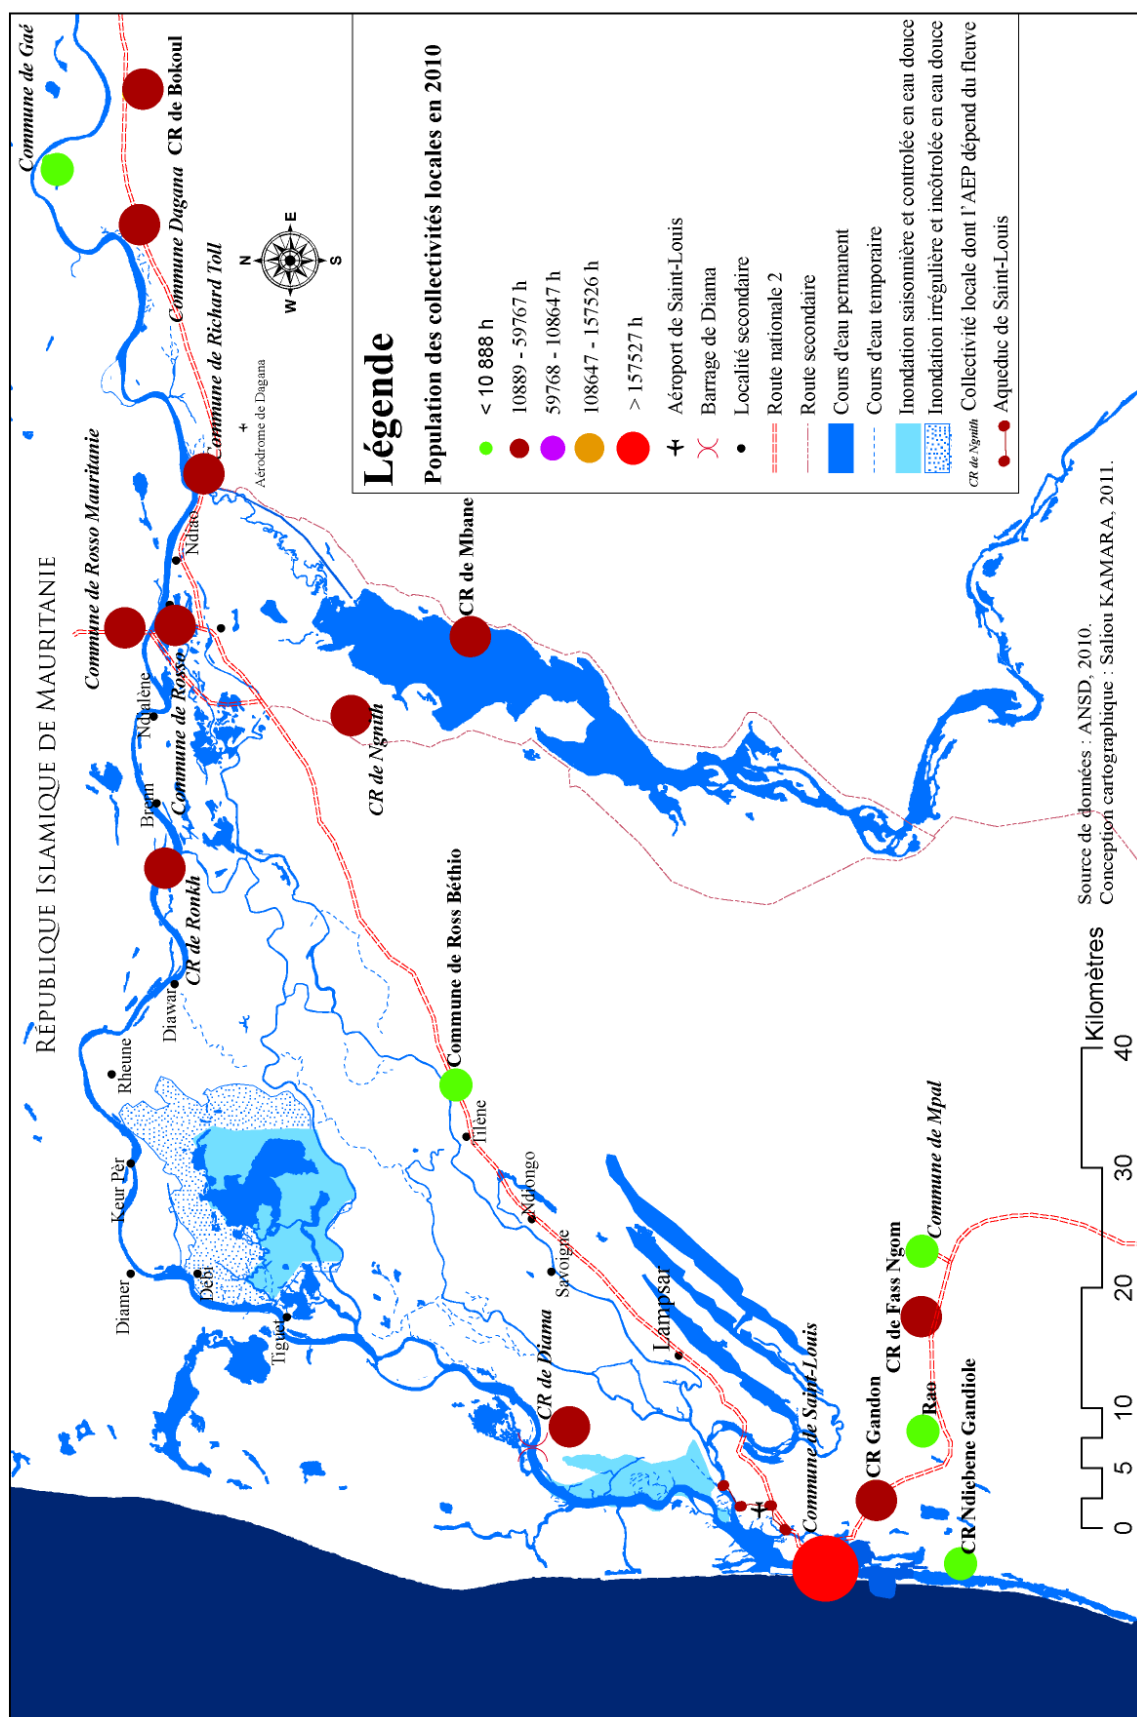 RÉPUBLIQUE ISLAMIQUE DE MAURITANIE
Commune de Gaé
CR de Bokoul
Commune Dagana
Commune de Richard Toll
Aérodrome de Dagana
N
E
S
W
Commune de Rosso Mauritanie
Ndiao
Commune de Rosso
Ndjalène
Brenn
CR de Ronkh
Diawar
Rheune
Keur Pèr
Diamer
Débi
Tiguet
CR de Mbane
CR de Ngnith
Commune de Ross Béthio
Tilène
Ndiongo
Savoigne
Lampsar
CR de Diama
Commune de Saint-Louis
CR Gandon
Rao
CR de Fass Ngom
Commune de Mpal
CR Ndiebene Gandiole
Légende
Population des collectivités locales en 2010
< 10 888 h
10889 - 59767 h
59768 - 108647 h
108647 - 157526 h
> 157527 h
Aéroport de Saint-Louis
Barrage de Diama
Localité secondaire
Route nationale 2
Route secondaire
Cours d'eau permanent
Cours d'eau temporaire
Inondation saisonnière et controlée en eau douce
Inondation irrégulière et incôtrolée en eau douce
CR de Ngnith Collectivité locale dont l'AEP dépend du fleuve
Aqueduc de Saint-Louis
Source de données : ANSD, 2010.
Conception cartographique : Saliou KAMARA, 2011.
0 5 10 20 30 40
Kilomètres